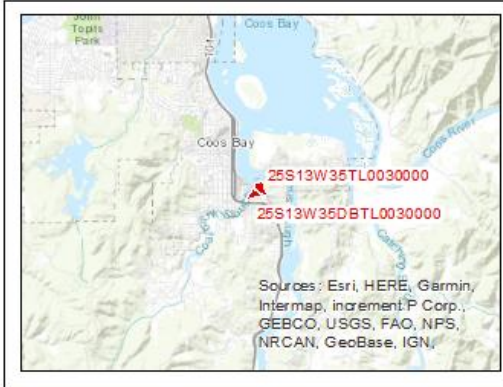 John
Topits
Park
Coos Bay
Coos Bay
Coos River
25S13W35TL0030000
25S13W35DBTL0030000
Sources: Esri, HERE, Garmin,
Intermap, increment P Corp.,
GEBCO, USGS, FAO, NPS,
NRCAN, GeoBase, IGN,